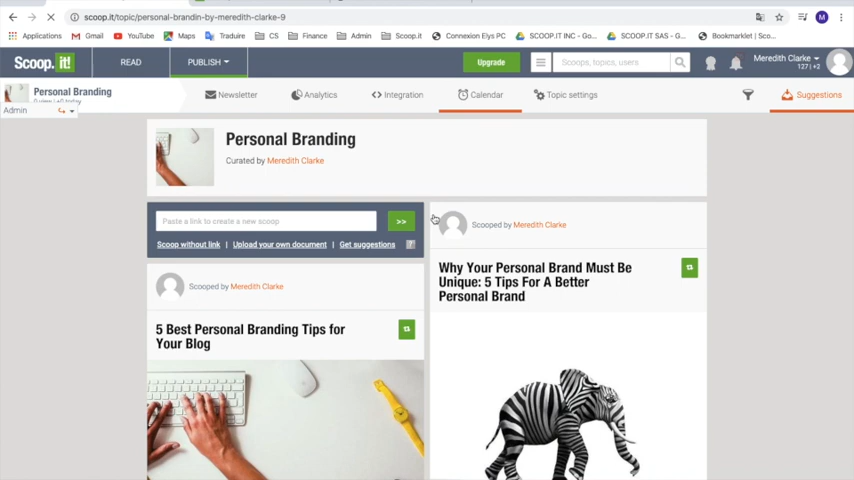 scoop.it/topic/personal-brandin-by-meredith-clarke-9
M
Applications
Gmail
YouTube
Maps
Traduire
CS
Finance
Admin
Scoop.it
Connexion Elys PC
SCOOP.IT INC - Go...
SCOOP.IT SAS - Go...
Bookmarklet | Sco...
Scoop.it!
READ
PUBLISH
Upgrade
Scoops, topics, users
Meredith Clarke
127 | +2
Personal Branding
Admin
Newsletter
Analytics
Integration
Calendar
Topic settings
Suggestions
Personal Branding
Curated by Meredith Clarke
Paste a link to create a new scoop
>>
Scoop without link | Upload your own document | Get suggestions ?
Scooped by Meredith Clarke
5 Best Personal Branding Tips for
Your Blog
Scooped by Meredith Clarke
Why Your Personal Brand Must Be
Unique: 5 Tips For A Better
Personal Brand